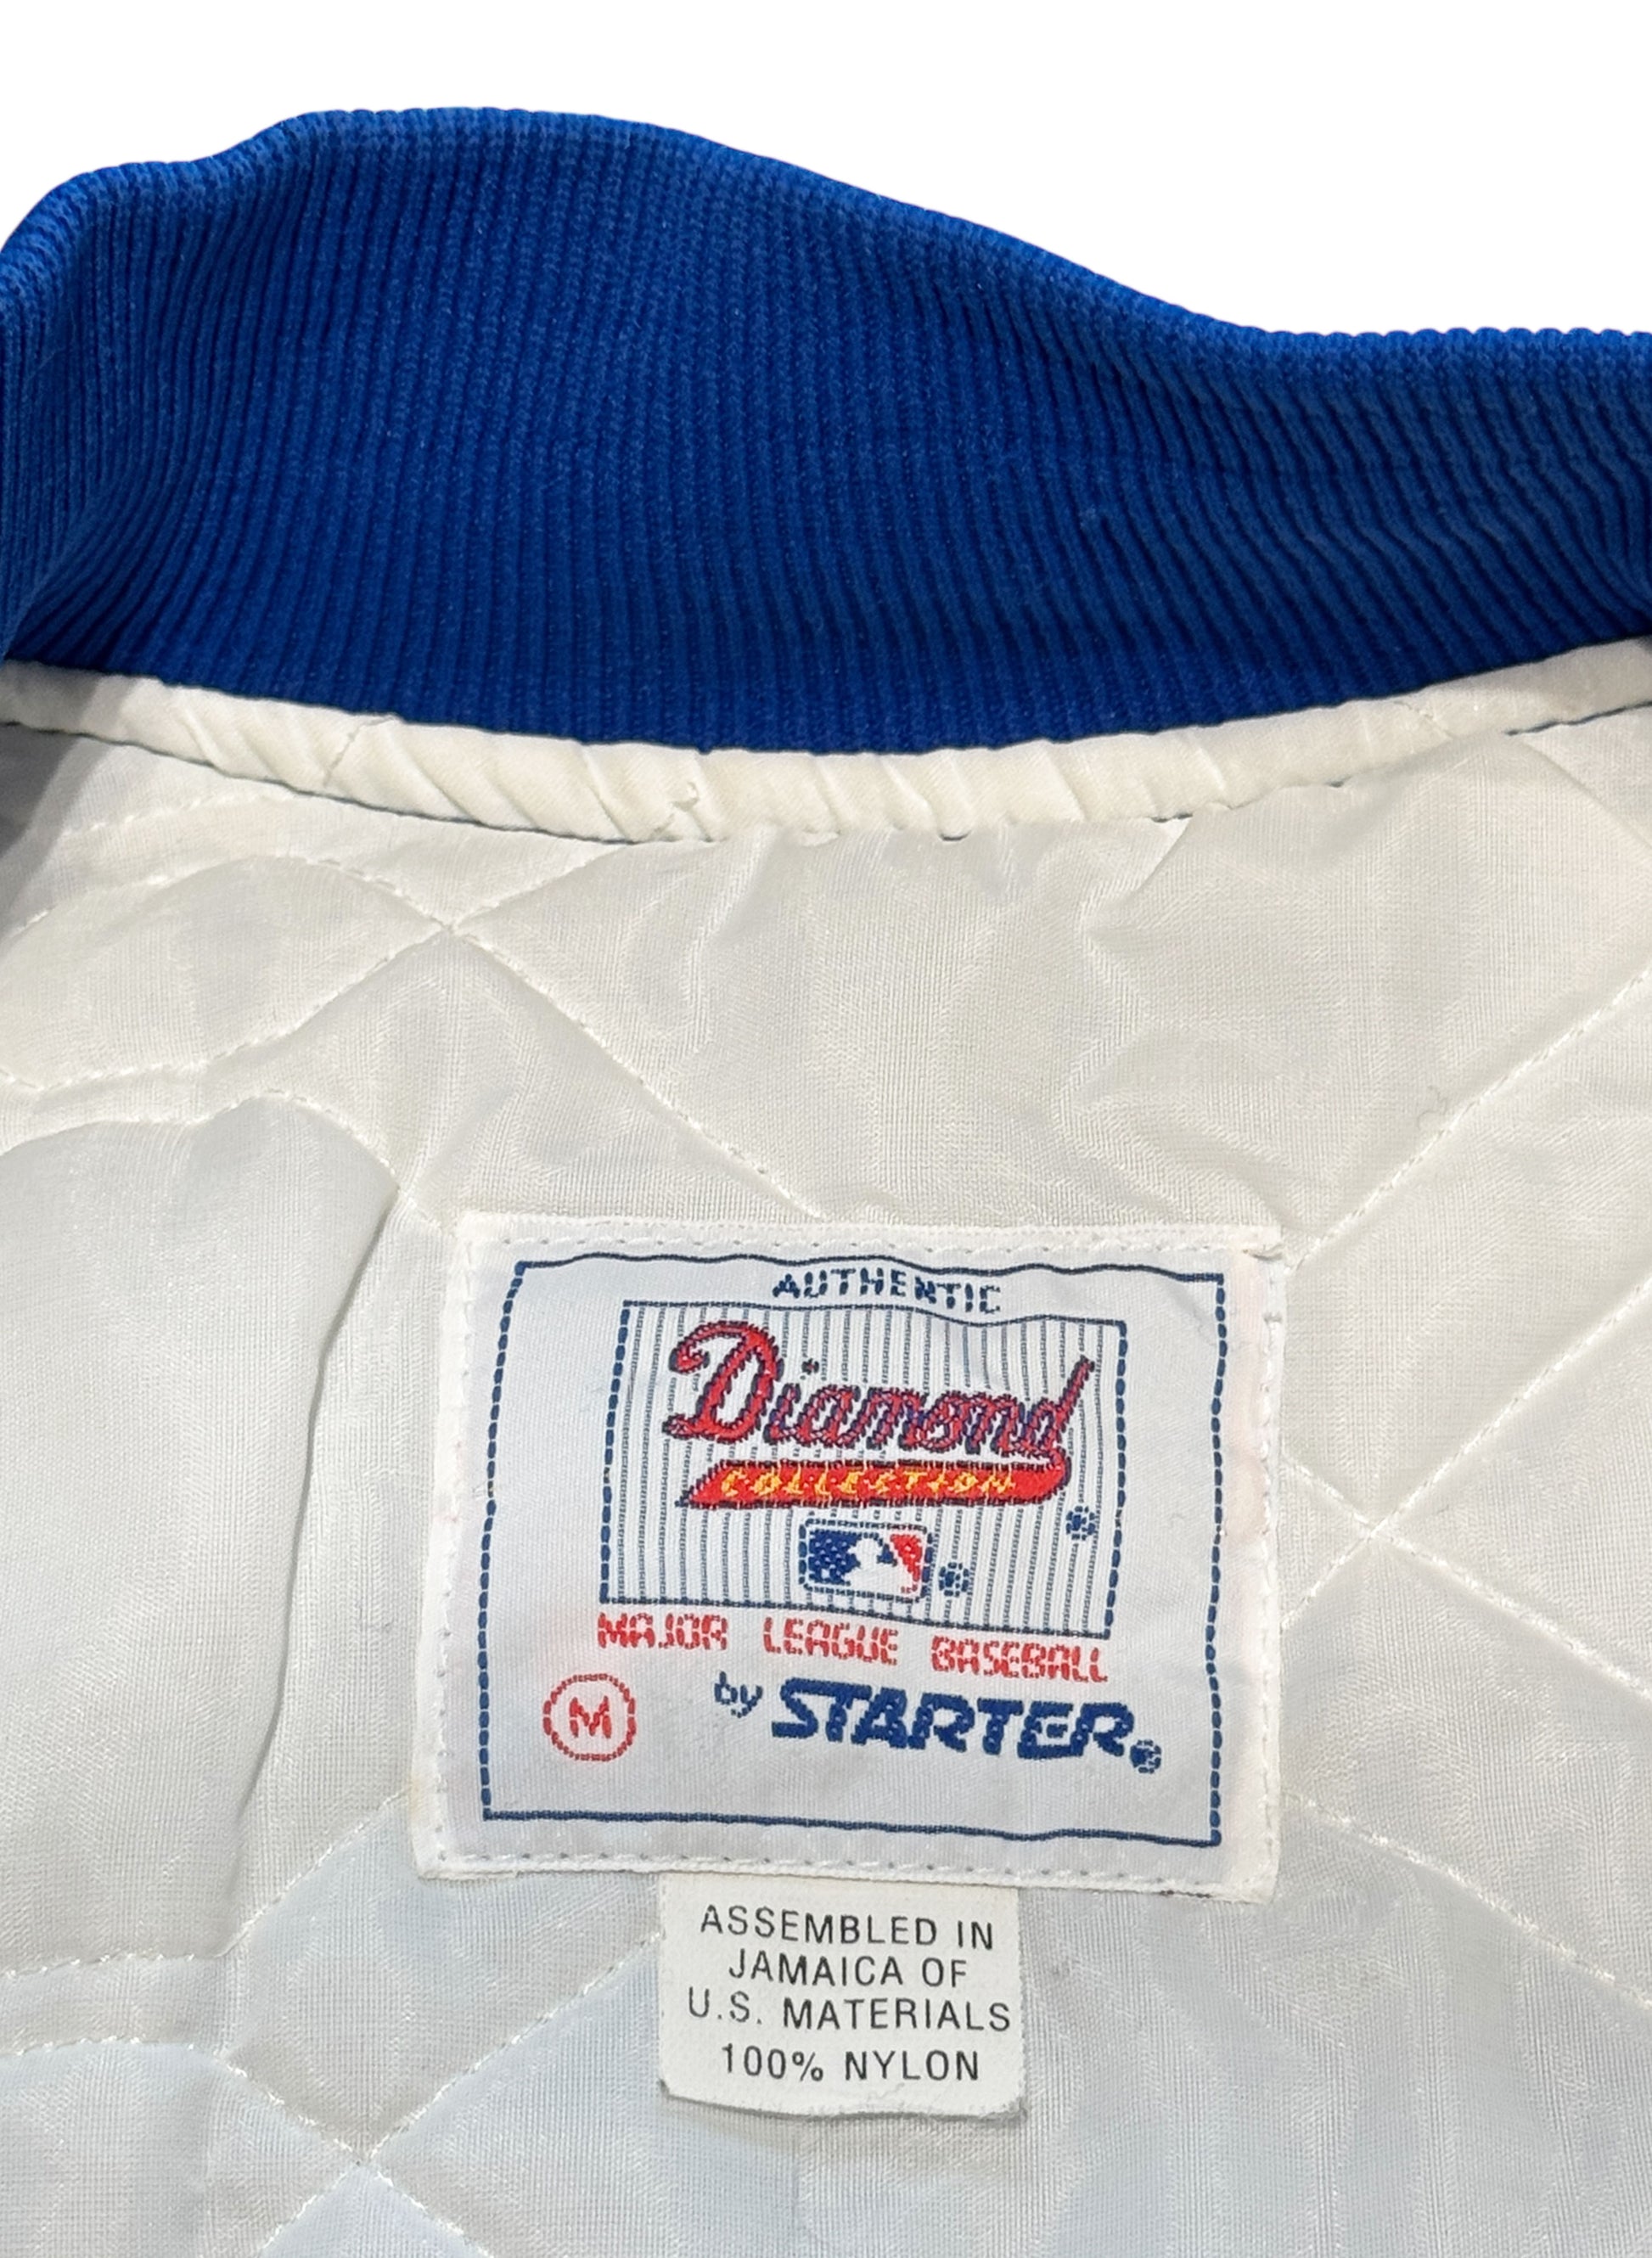 AUTHENTIC
Diamond
COLLECTION
MAJOR LEAGUE BASEBALL
M
by STARTER®
ASSEMBLED IN
JAMAICA OF
U.S. MATERIALS
100% NYLON